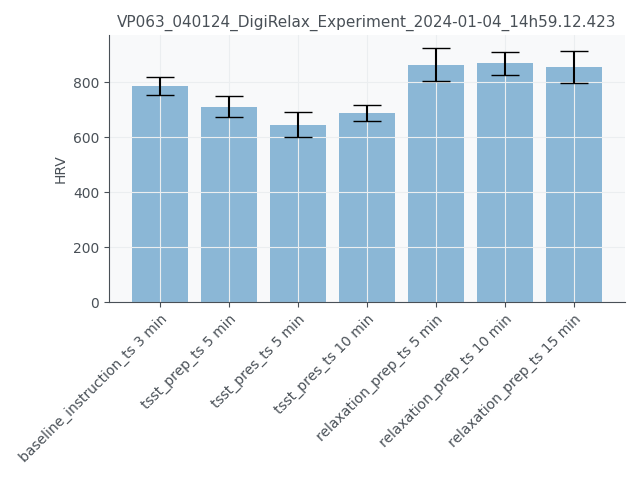 VP063_040124_DigiRelax_Experiment_2024-01-04_14h59.12.423
HRV
800
600
400
200
0
baseline_instruction_ts 3 min
tsst_prep_ts 5 min
tsst_pres_ts 5 min
tsst_pres_ts 10 min
relaxation_prep_ts 5 min
relaxation_prep_ts 10 min
relaxation_prep_ts 15 min